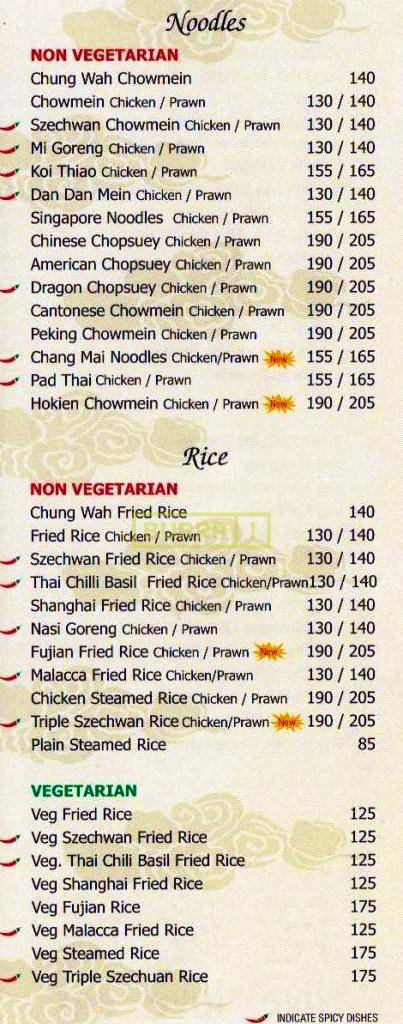 Noodles
NON VEGETARIAN
Chung Wah Chowmein 140
Chowmein Chicken / Prawn 130 / 140
Szechwan Chowmein Chicken / Prawn 130 / 140
Mi Goreng Chicken / Prawn 130 / 140
Koi Thiao Chicken / Prawn 155 / 165
Dan Dan Mein Chicken / Prawn 130 / 140
Singapore Noodles Chicken / Prawn 155 / 165
Chinese Chopsuey Chicken / Prawn 190 / 205
American Chopsuey Chicken / Prawn 190 / 205
Dragon Chopsuey Chicken / Prawn 190 / 205
Cantonese Chowmein Chicken / Prawn 190 / 205
Peking Chowmein Chicken / Prawn 190 / 205
Chang Mai Noodles Chicken/Prawn New 155 / 165
Pad Thai Chicken / Prawn 155 / 165
Hokien Chowmein Chicken / Prawn New 190 / 205
Rice
NON VEGETARIAN
Chung Wah Fried Rice 140
Fried Rice Chicken / Prawn 130 / 140
Szechwan Fried Rice Chicken / Prawn 130 / 140
Thai Chilli Basil Fried Rice Chicken/Prawn 130 / 140
Shanghai Fried Rice Chicken / Prawn 130 / 140
Nasi Goreng Chicken / Prawn 130 / 140
Fujian Fried Rice Chicken / Prawn New 190 / 205
Malacca Fried Rice Chicken/Prawn 130 / 140
Chicken Steamed Rice Chicken / Prawn 190 / 205
Triple Szechwan Rice Chicken/Prawn New 190 / 205
Plain Steamed Rice 85
VEGETARIAN
Veg Fried Rice 125
Veg Szechwan Fried Rice 125
Veg. Thai Chili Basil Fried Rice 125
Veg Shanghai Fried Rice 125
Veg Fujian Rice 175
Veg Malacca Fried Rice 125
Veg Steamed Rice 175
Veg Triple Szechuan Rice 175
INDICATE SPICY DISHES